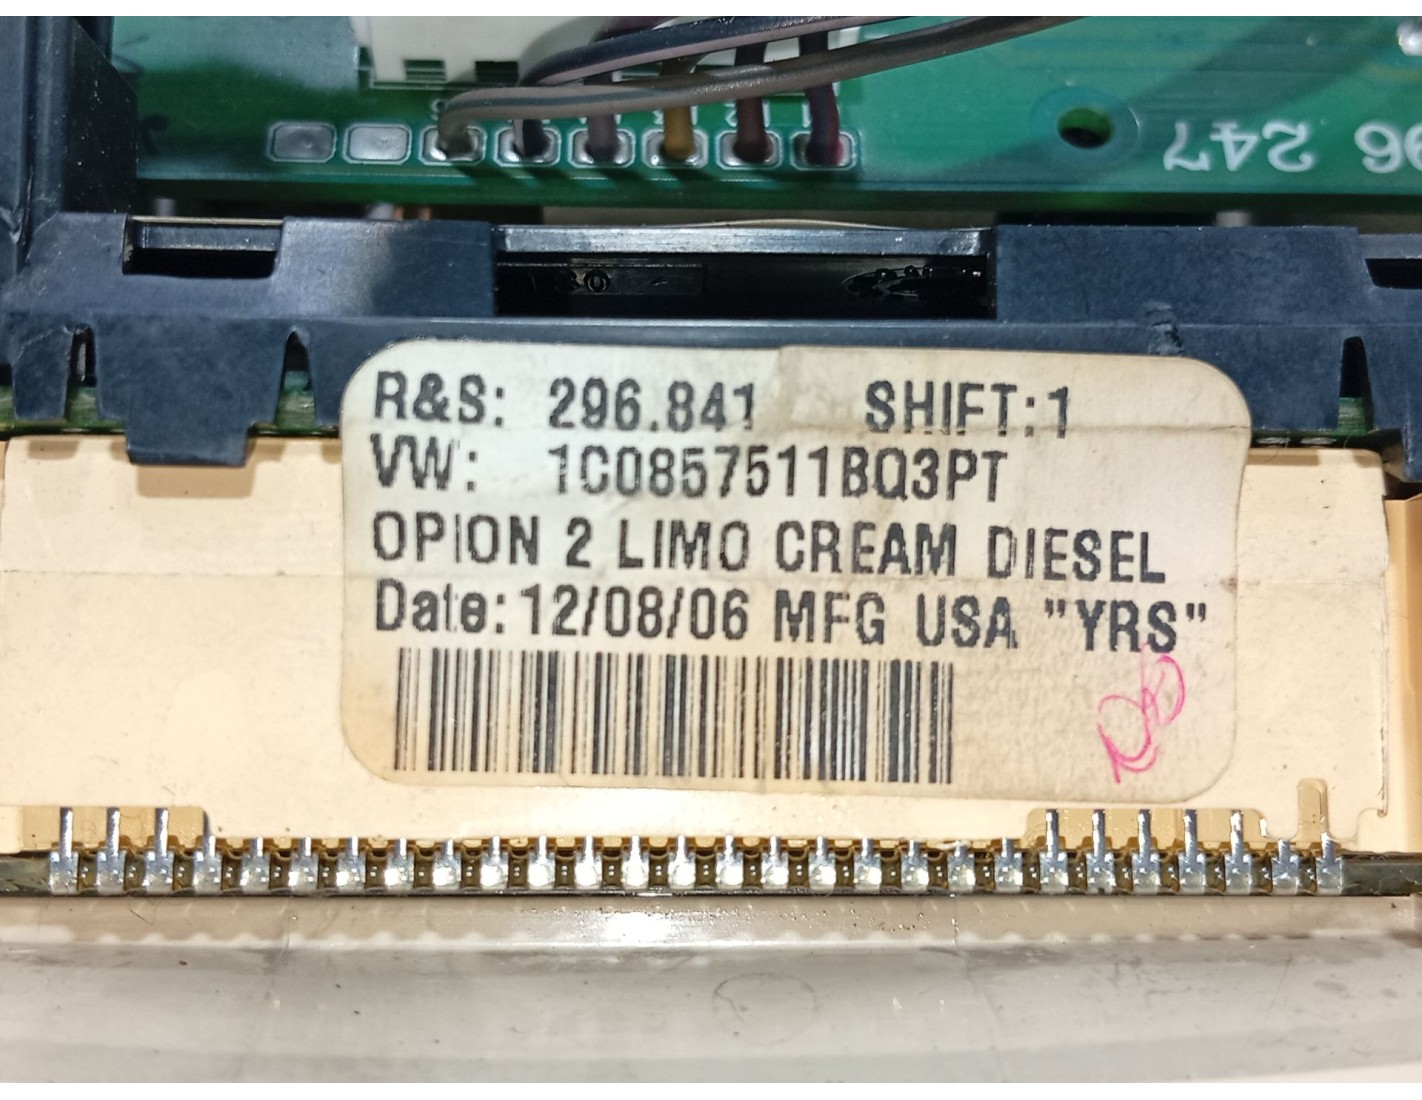 96 247
R&S: 296.841 SHIFT:1
VW: 1C0857511BQ3PT
OPION 2 LIMO CREAM DIESEL
Date: 12/08/06 MFG USA "YRS"